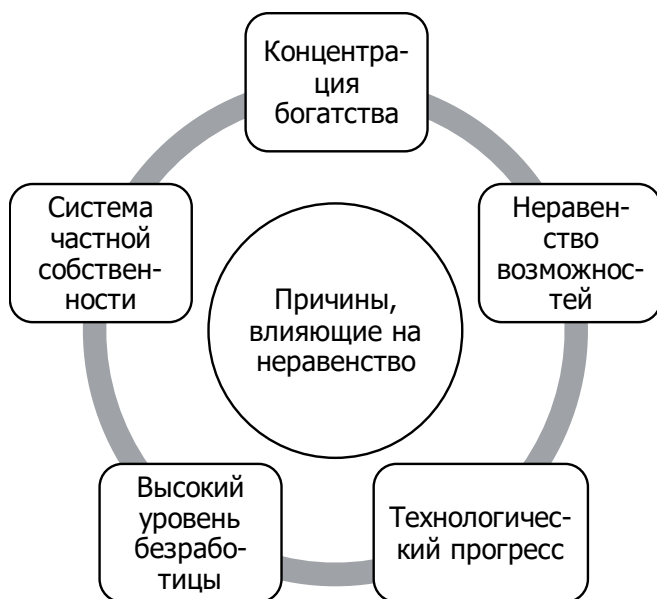 Концентра-
ция
богатства
Неравен-
ство
возможнос-
тей
Технологичес-
кий прогресс
Высокий
уровень
безрабо-
тицы
Система
частной
собствен-
ности
Причины,
влияющие на
неравенство